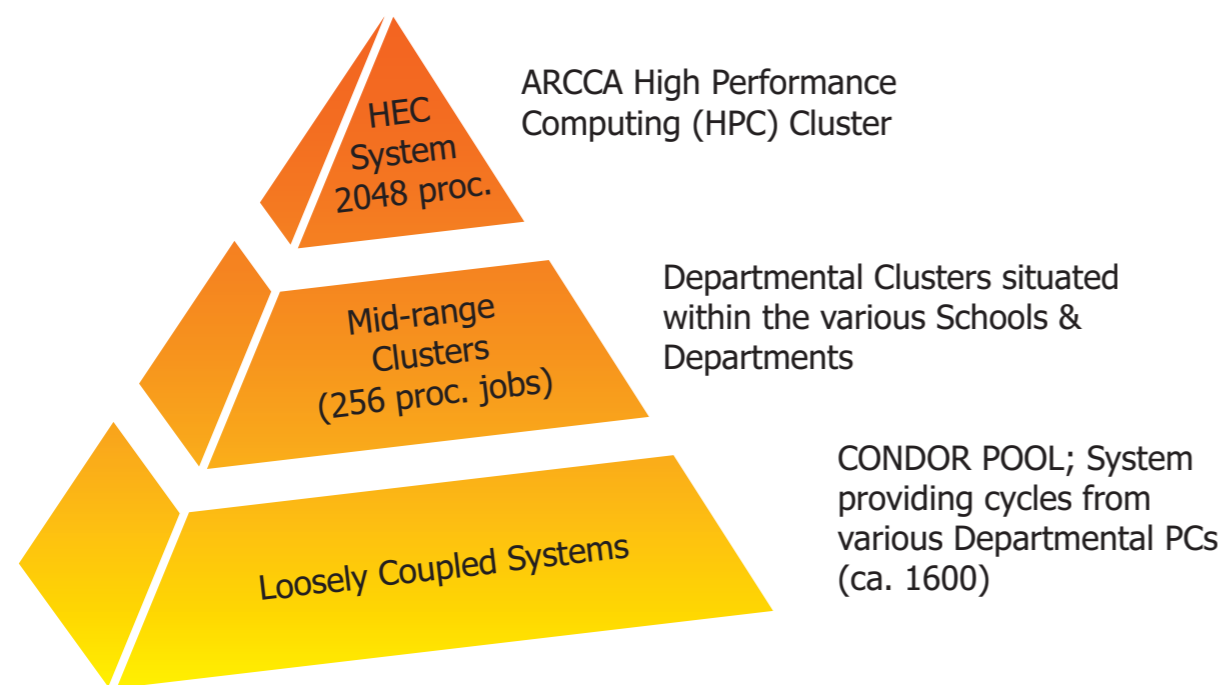 HEC
System
2048 proc.
ARCCA High Performance
Computing (HPC) Cluster
Mid-range
Clusters
(256 proc. jobs)
Departmental Clusters situated
within the various Schools &
Departments
Loosely Coupled Systems
CONDOR POOL; System
providing cycles from
various Departmental PCs
(ca. 1600)